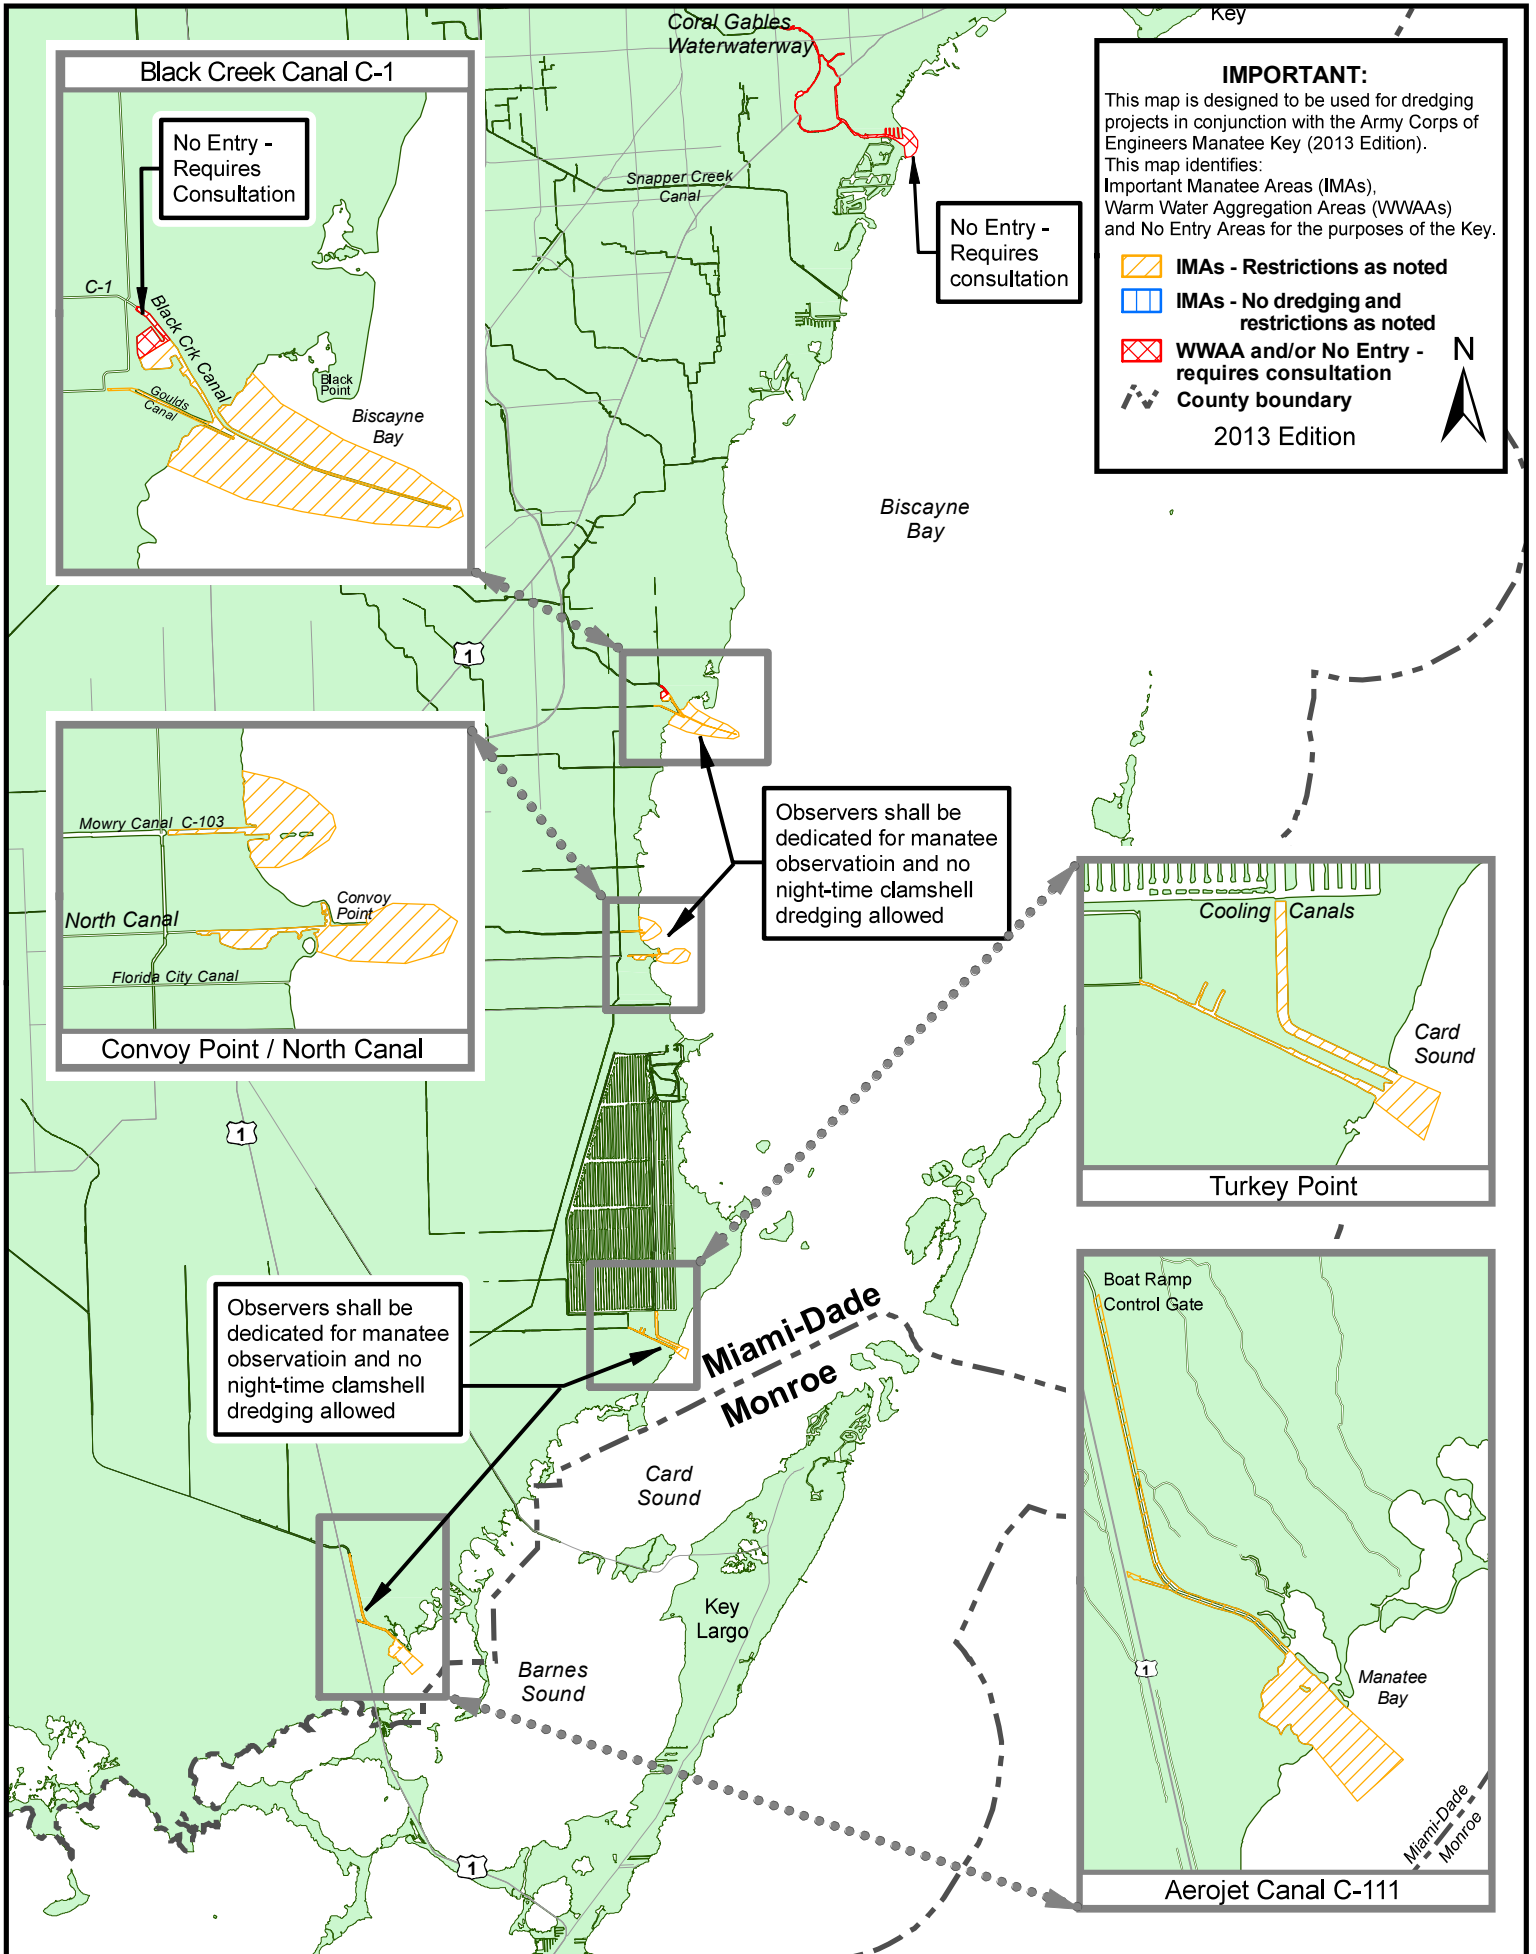 Key
Coral Gables
Waterwaterway
IMPORTANT:
This map is designed to be used for dredging
projects in conjunction with the Army Corps of
Engineers Manatee Key (2013 Edition).
This map identifies:
Important Manatee Areas (IMAs),
Warm Water Aggregation Areas (WWAAs)
and No Entry Areas for the purposes of the Key.
IMAs - Restrictions as noted
IMAs - No dredging and
restrictions as noted
WWAA and/or No Entry -
requires consultation
County boundary
2013 Edition
N
Black Creek Canal C-1
No Entry -
Requires
Consultation
C-1
Black Crk Canal
Goulds
Canal
Black
Point
Biscayne
Bay
Snapper Creek
Canal
No Entry -
Requires
consultation
Biscayne
Bay
1
Mowry Canal C-103
Convoy
Point
North Canal
Florida City Canal
Convoy Point / North Canal
Observers shall be
dedicated for manatee
observatioin and no
night-time clamshell
dredging allowed
Cooling Canals
Card
Sound
Turkey Point
1
Observers shall be
dedicated for manatee
observatioin and no
night-time clamshell
dredging allowed
Miami-Dade
Monroe
Card
Sound
Key
Largo
Barnes
Sound
1
Boat Ramp
Control Gate
1
Manatee
Bay
Miami-Dade
Monroe
Aerojet Canal C-111